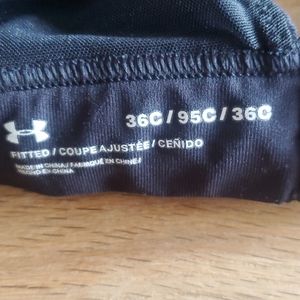 36C / 95C / 36C
FITTED / COUPE AJUSTÉE / CEÑIDO
MADE IN CHINA / FABRIQUÉ EN CHINE /
HECHO EN CHINA